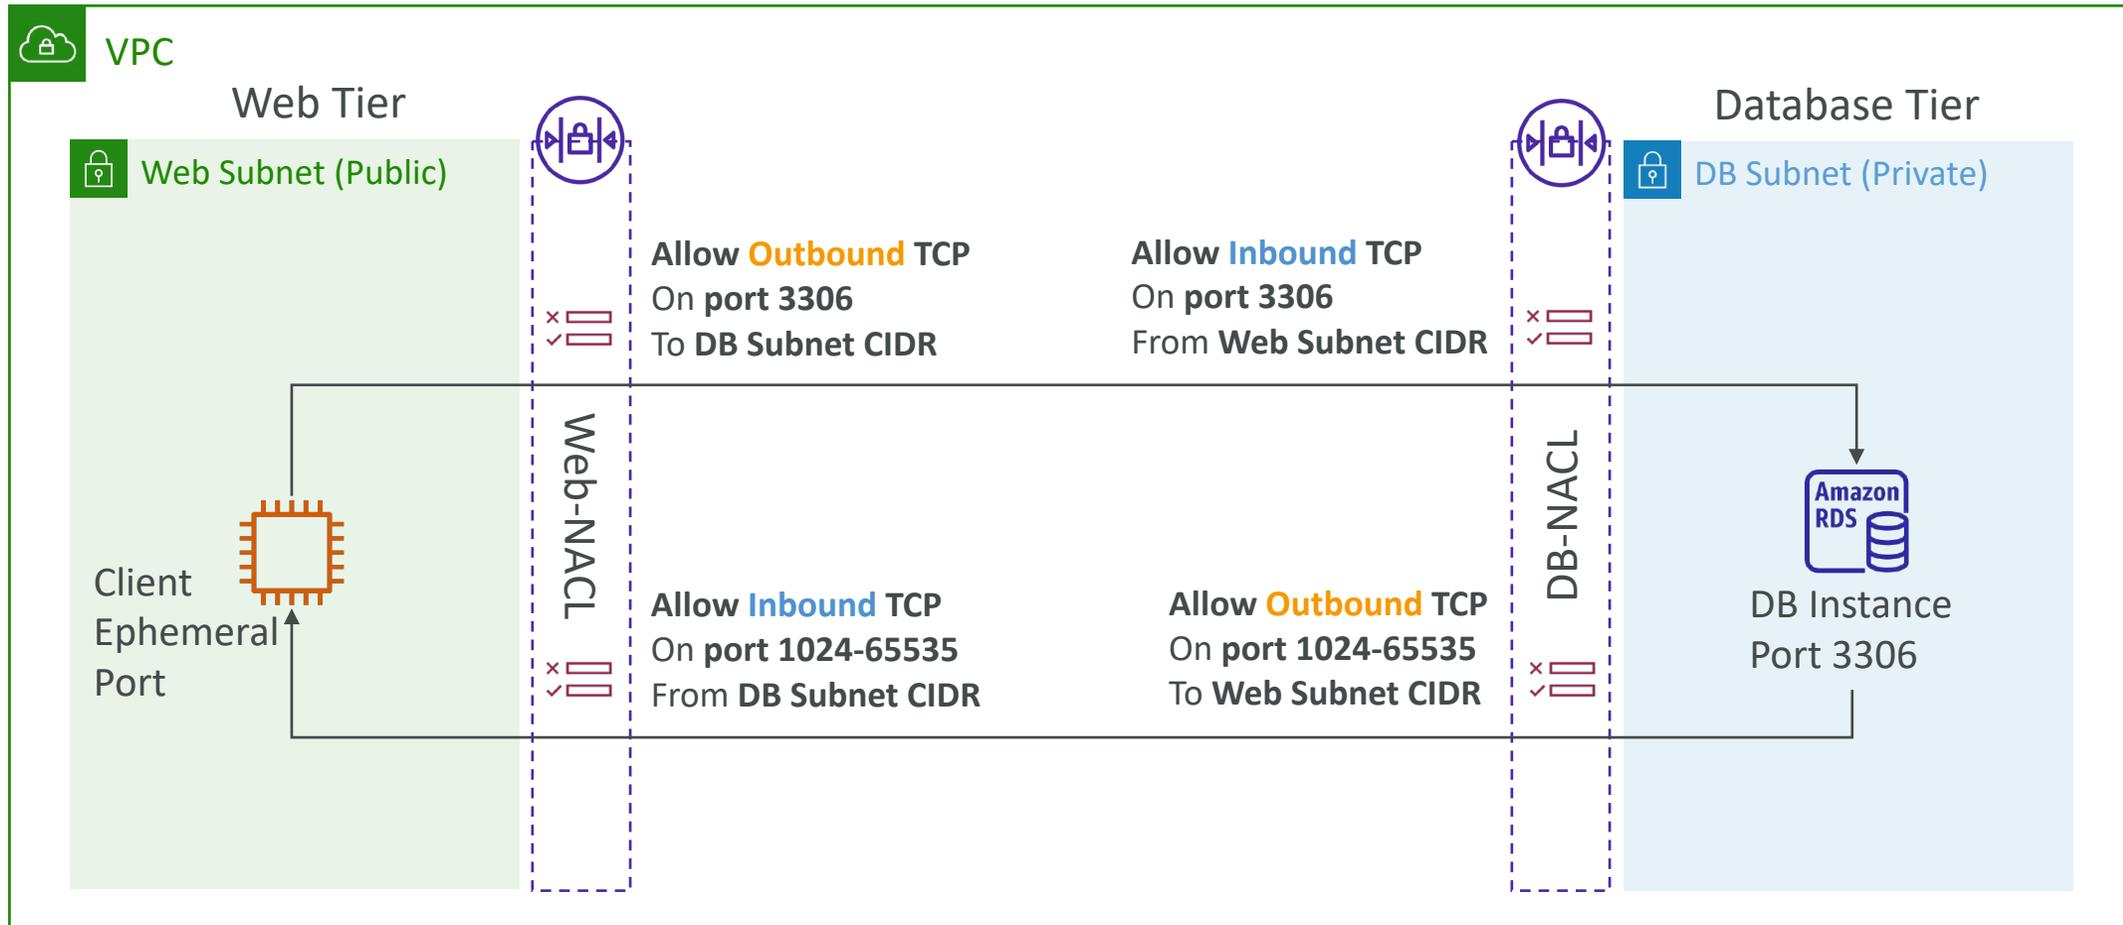 VPC
Web Tier
Web Subnet (Public)
Database Tier
DB Subnet (Private)
Allow Outbound TCP
On port 3306
To DB Subnet CIDR
Allow Inbound TCP
On port 3306
From Web Subnet CIDR
Web-NACL
DB-NACL
Amazon
RDS
Client
Ephemeral
Port
Allow Inbound TCP
On port 1024-65535
From DB Subnet CIDR
Allow Outbound TCP
On port 1024-65535
To Web Subnet CIDR
DB Instance
Port 3306